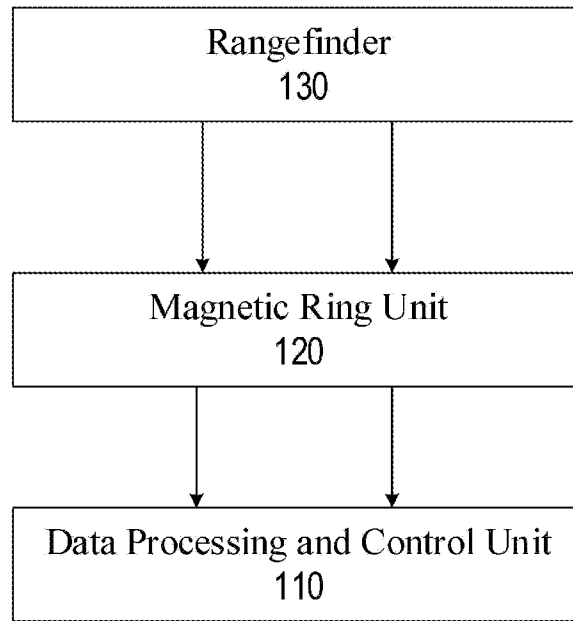 Rangefinder
130
Magnetic Ring Unit
120
Data Processing and Control Unit
110